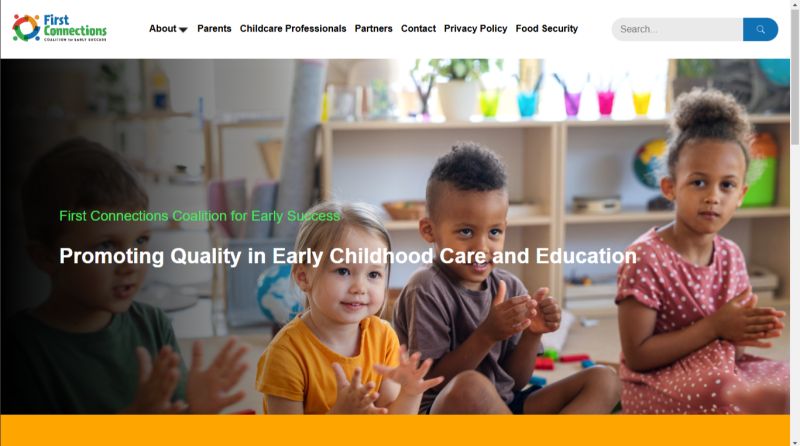 First
Connections
COALITION for EARLY SUCCESS
About
Parents
Childcare Professionals
Partners
Contact
Privacy Policy
Food Security
Search...
First Connections Coalition for Early Success
Promoting Quality in Early Childhood Care and Education